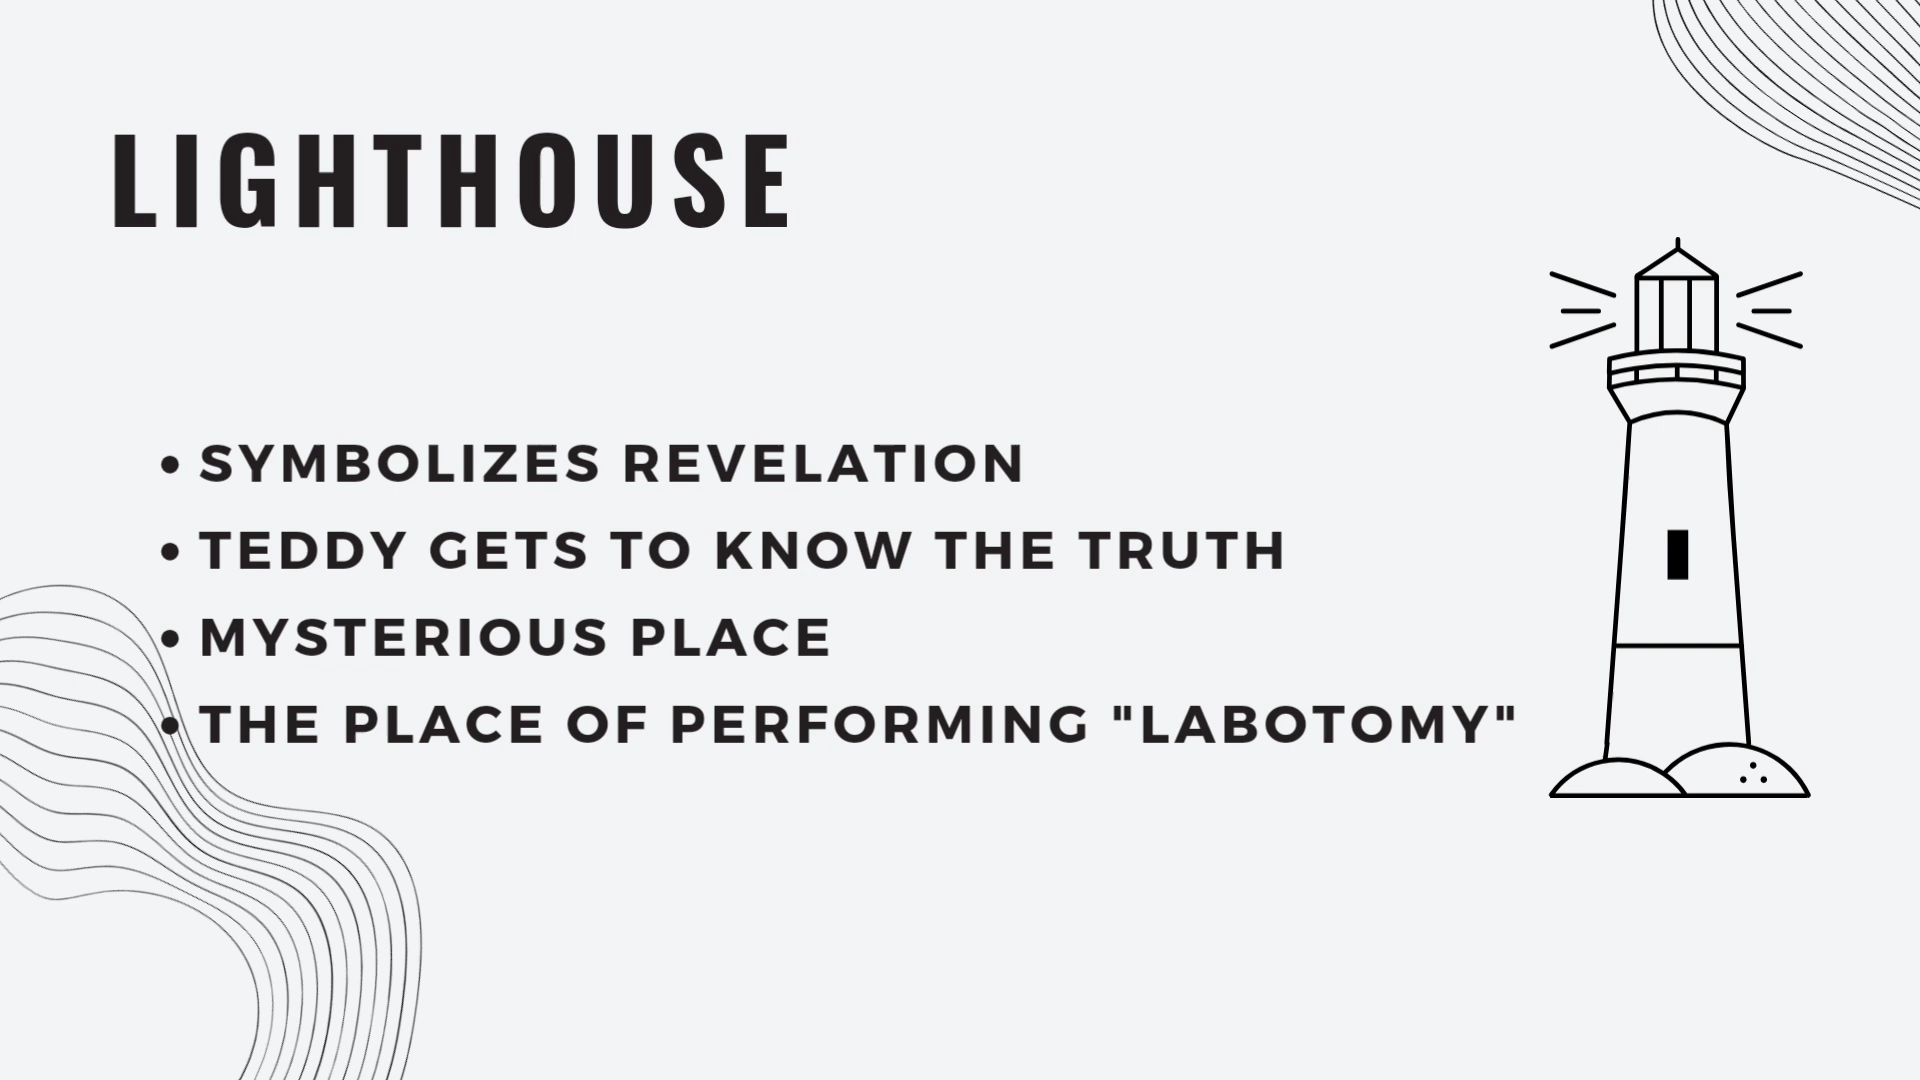 LIGHTHOUSE
• SYMBOLIZES REVELATION
• TEDDY GETS TO KNOW THE TRUTH
• MYSTERIOUS PLACE
• THE PLACE OF PERFORMING "LABOTOMY"